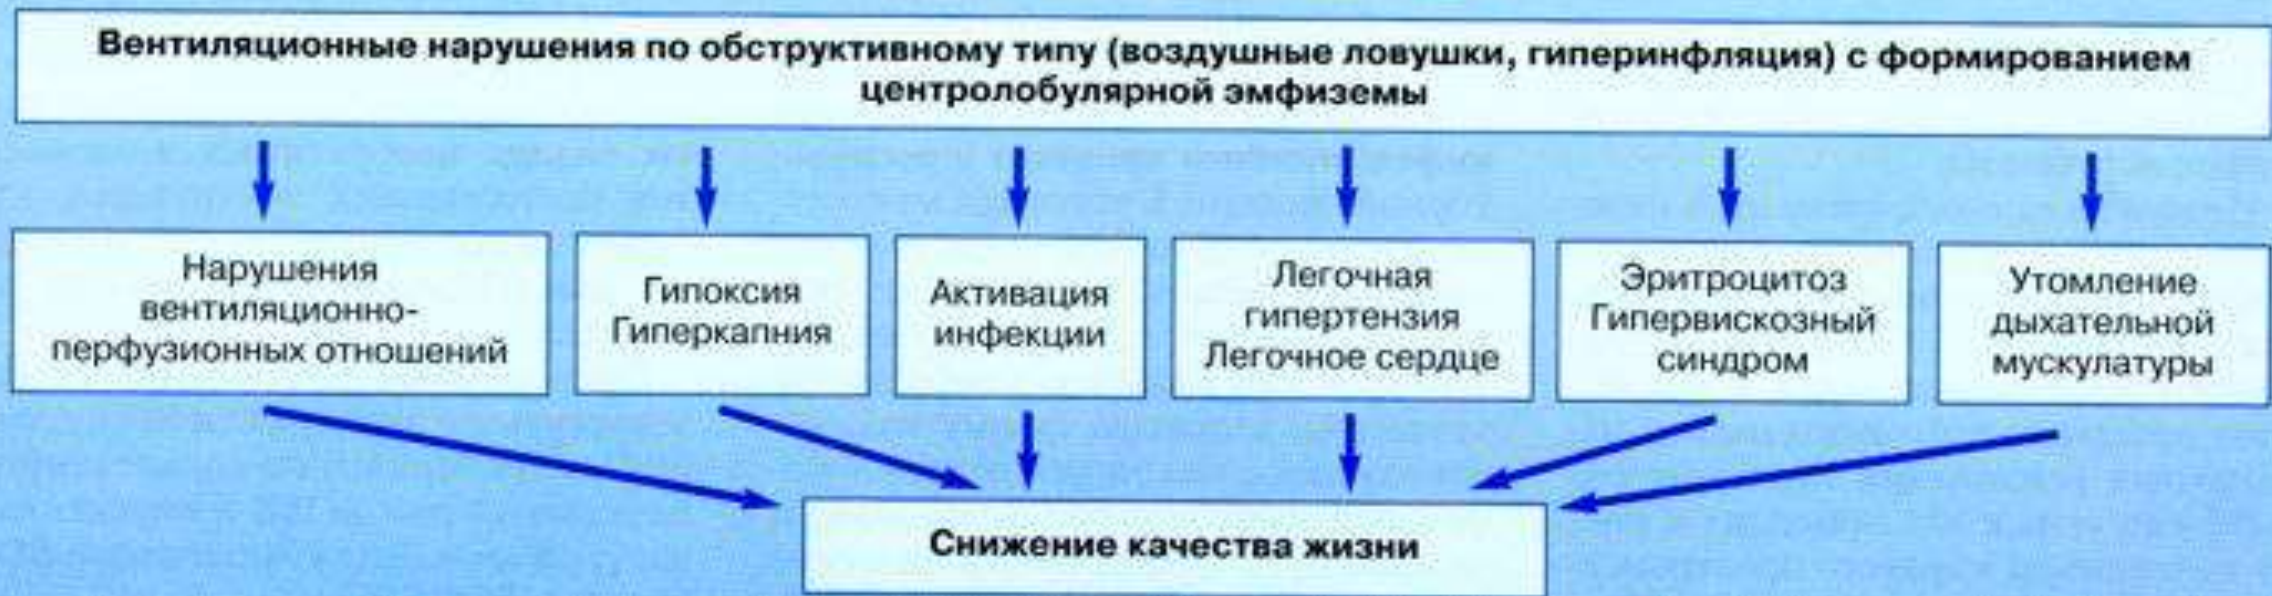 Вентиляционные нарушения по обструктивному типу (воздушные ловушки, гиперинфляция) с формированием
центролобулярной эмфиземы
Нарушения
вентиляционно-
перфузионных отношений
Гипоксия
Гиперкапния
Активация
инфекции
Легочная
гипертензия
Легочное сердце
Эритроцитоз
Гипервискозный
синдром
Утомление
дыхательной
мускулатуры
Снижение качества жизни